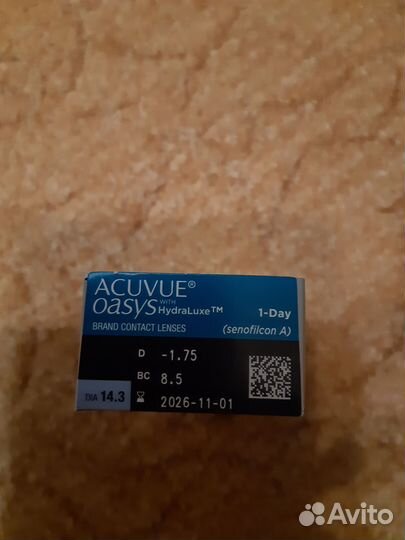 ACUVUE®
OASYS WITH HydraLuxe™ 1-Day
BRAND CONTACT LENSES (senofilcon A)
D -1.75
BC 8.5
DIA 14.3 2026-11-01
Avito